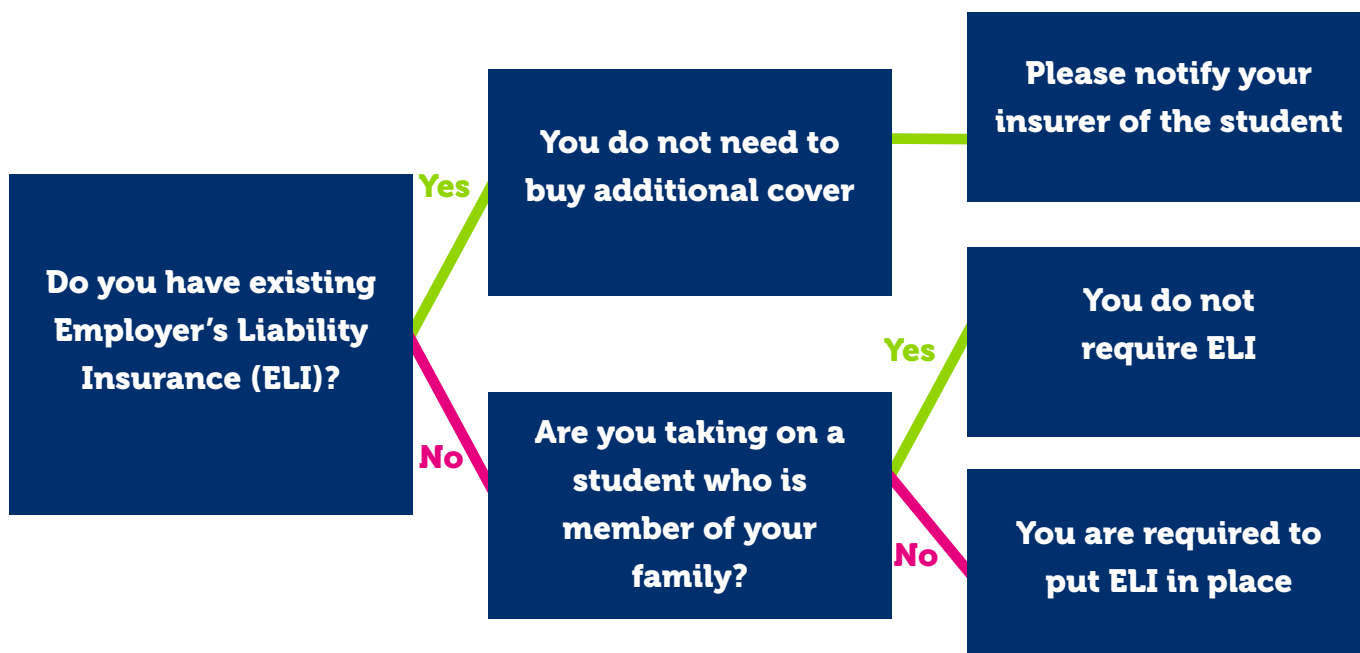 Do you have existing
Employer's Liability
Insurance (ELI)?
Yes
No
You do not need to
buy additional cover
Please notify your
insurer of the student
Are you taking on a
student who is
member of your
family?
Yes
No
You do not
require ELI
You are required to
put ELI in place